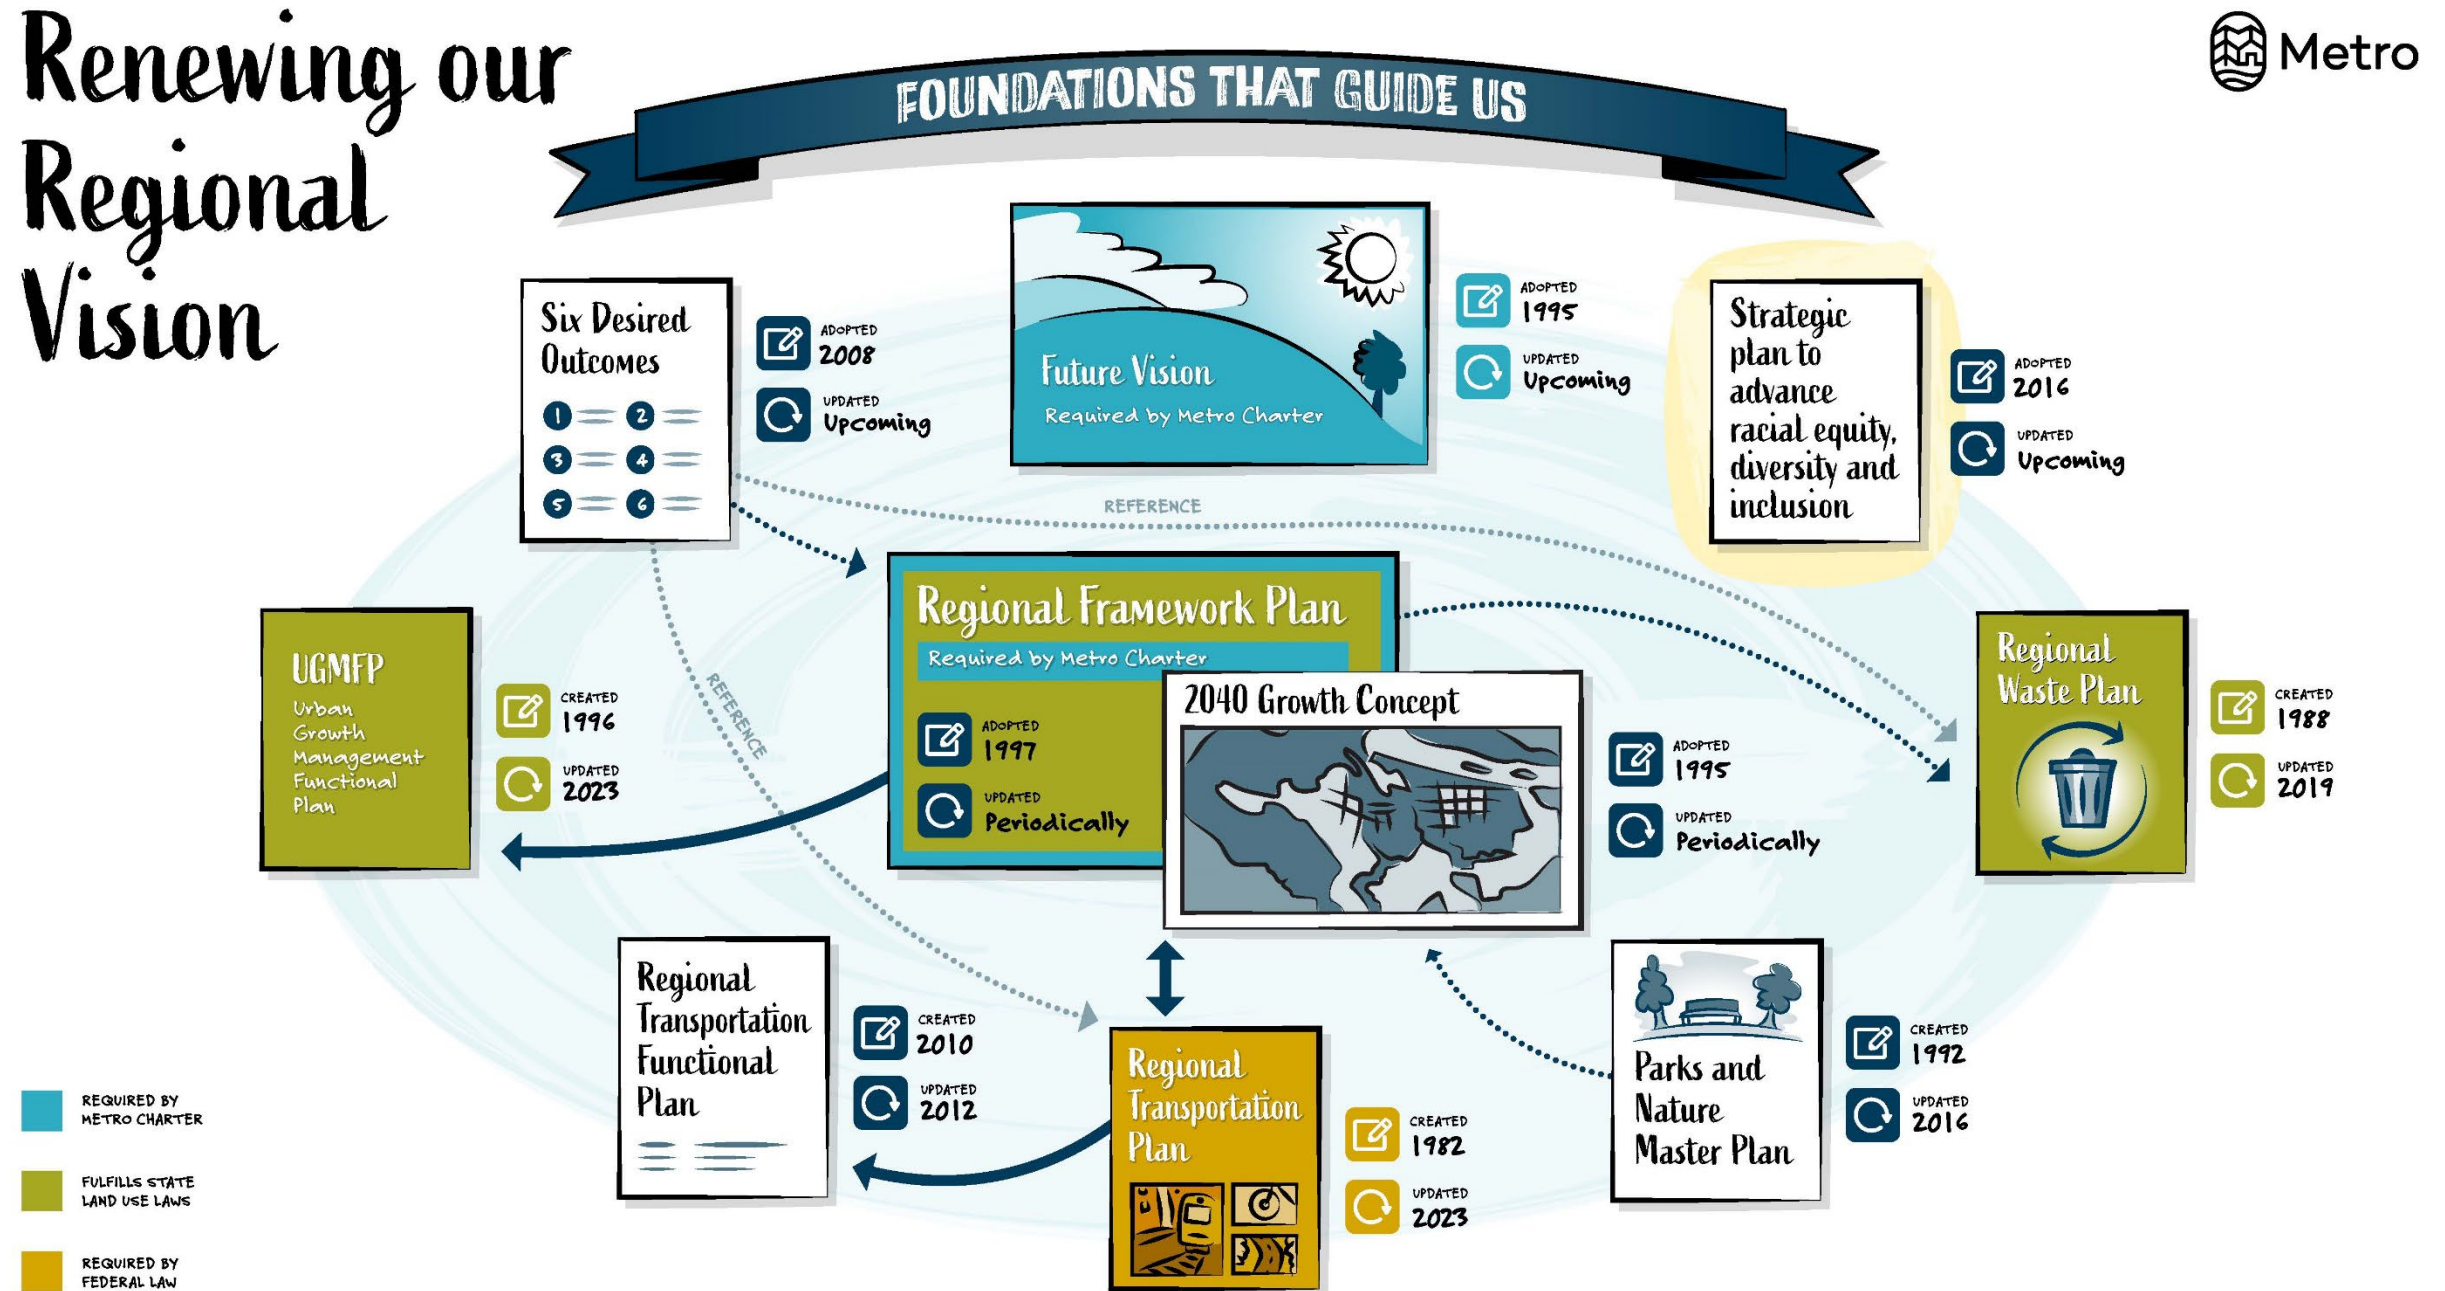 Renewing our
Regional
Vision
FOUNDATIONS THAT GUIDE US
Metro
Six Desired
Outcomes
1 2
3 4
5 6
ADOPTED
2008
UPDATED
Upcoming
Future Vision
Required by Metro Charter
ADOPTED
1995
UPDATED
Upcoming
Strategic
plan to
advance
racial equity,
diversity and
inclusion
ADOPTED
2016
UPDATED
Upcoming
REFERENCE
REFERENCE
UGMFP
Urban
Growth
Management
Functional
Plan
CREATED
1996
UPDATED
2023
Regional Framework Plan
Required by Metro Charter
ADOPTED
1997
UPDATED
Periodically
2040 Growth Concept
ADOPTED
1995
UPDATED
Periodically
Regional
Waste Plan
CREATED
1988
UPDATED
2019
Regional
Transportation
Functional
Plan
CREATED
2010
UPDATED
2012
Regional
Transportation
Plan
CREATED
1982
UPDATED
2023
Parks and
Nature
Master Plan
CREATED
1992
UPDATED
2016
REQUIRED BY
METRO CHARTER
FULFILLS STATE
LAND USE LAWS
REQUIRED BY
FEDERAL LAW